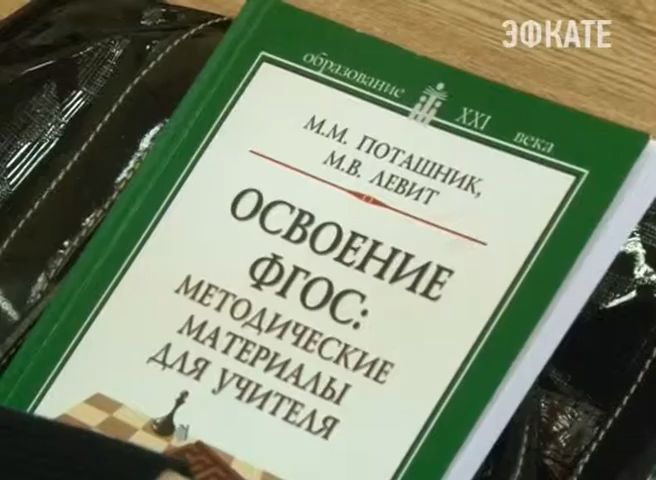 ЭФКАТЕ
образование XXI века
М.М. ПОТАШНИК,
М.В. ЛЕВИТ
ОСВОЕНИЕ
ФГОС:
МЕТОДИЧЕСКИЕ
МАТЕРИАЛЫ
ДЛЯ УЧИТЕЛЯ